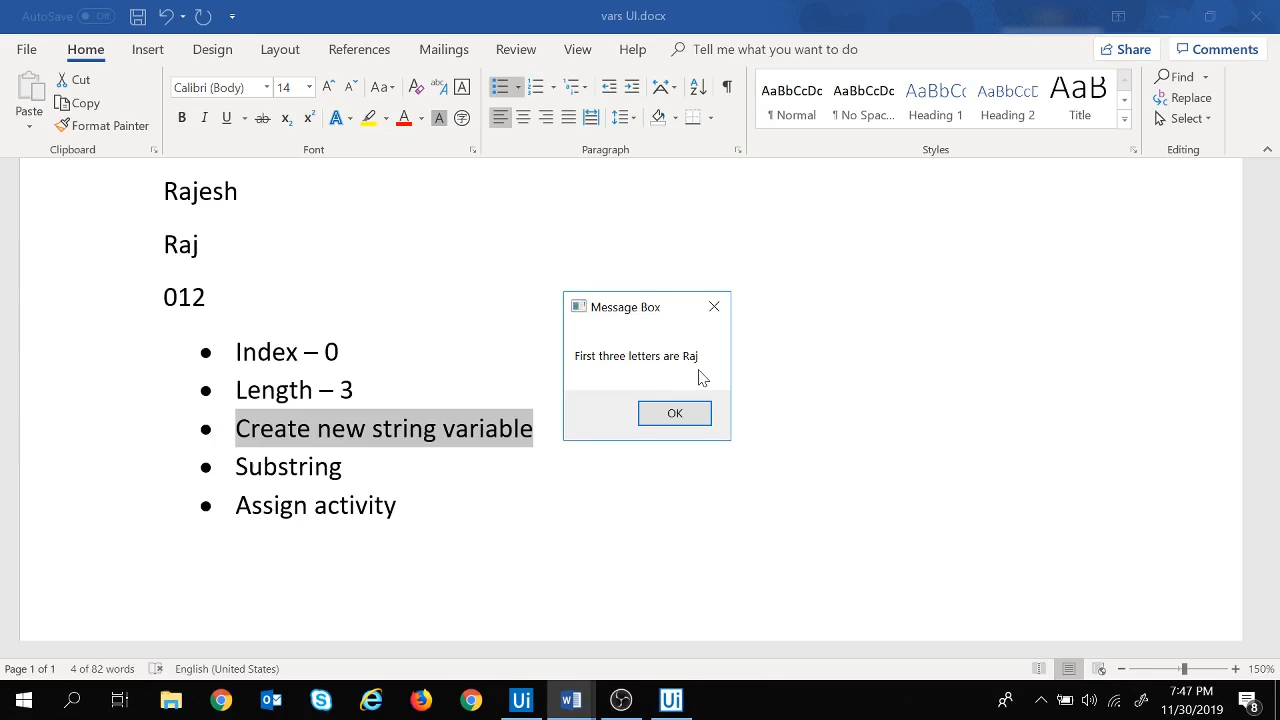 AutoSave Off
vars UI.docx
File Home Insert Design Layout References Mailings Review View Help Tell me what you want to do Share Comments
Paste
Cut
Copy
Format Painter
Clipboard
Calibri (Body) 14
Font
Paragraph
AaBbCcDc AaBbCcDc AaBbCc AaBbCcD AaB
¶ Normal ¶ No Spac... Heading 1 Heading 2 Title
Styles
Find
Replace
Select
Editing
Rajesh
Raj
012
• Index – 0
• Length – 3
• Create new string variable
• Substring
• Assign activity
Message Box
First three letters are Raj
OK
Page 1 of 1 4 of 82 words English (United States) 150%
7:47 PM
11/30/2019
8